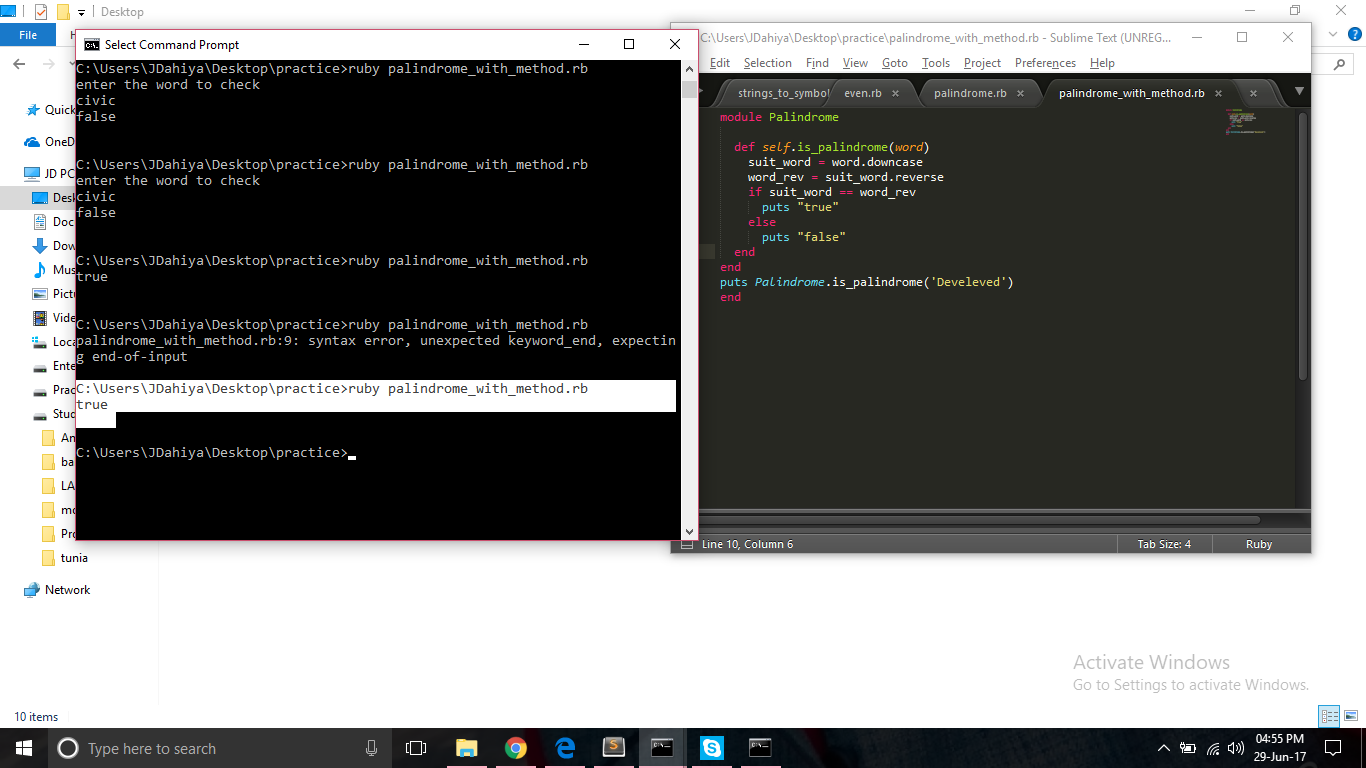 Desktop
File
Select Command Prompt
C:\Users\JDahiya\Desktop\practice>ruby palindrome_with_method.rb
enter the word to check
civic
false
C:\Users\JDahiya\Desktop\practice>ruby palindrome_with_method.rb
enter the word to check
civic
false
C:\Users\JDahiya\Desktop\practice>ruby palindrome_with_method.rb
true
C:\Users\JDahiya\Desktop\practice>ruby palindrome_with_method.rb
palindrome_with_method.rb:9: syntax error, unexpected keyword_end, expectin
g end-of-input
C:\Users\JDahiya\Desktop\practice>ruby palindrome_with_method.rb
true
C:\Users\JDahiya\Desktop\practice>
Quick
OneD
JD PC
Desk
Doc
Dow
Mus
Pictu
Vide
Loca
Ente
Prac
Stud
An
ba
LA
mo
Pro
tunia
Network
10 items
C:\Users\JDahiya\Desktop\practice\palindrome_with_method.rb - Sublime Text (UNREG...
Edit Selection Find View Goto Tools Project Preferences Help
strings_to_symbol even.rb palindrome.rb palindrome_with_method.rb
module Palindrome
def self.is_palindrome(word)
suit_word = word.downcase
word_rev = suit_word.reverse
if suit_word == word_rev
puts "true"
else
puts "false"
end
end
puts Palindrome.is_palindrome('Develeved')
end
Line 10, Column 6 Tab Size: 4 Ruby
Activate Windows
Go to Settings to activate Windows.
Type here to search
04:55 PM
29-Jun-17